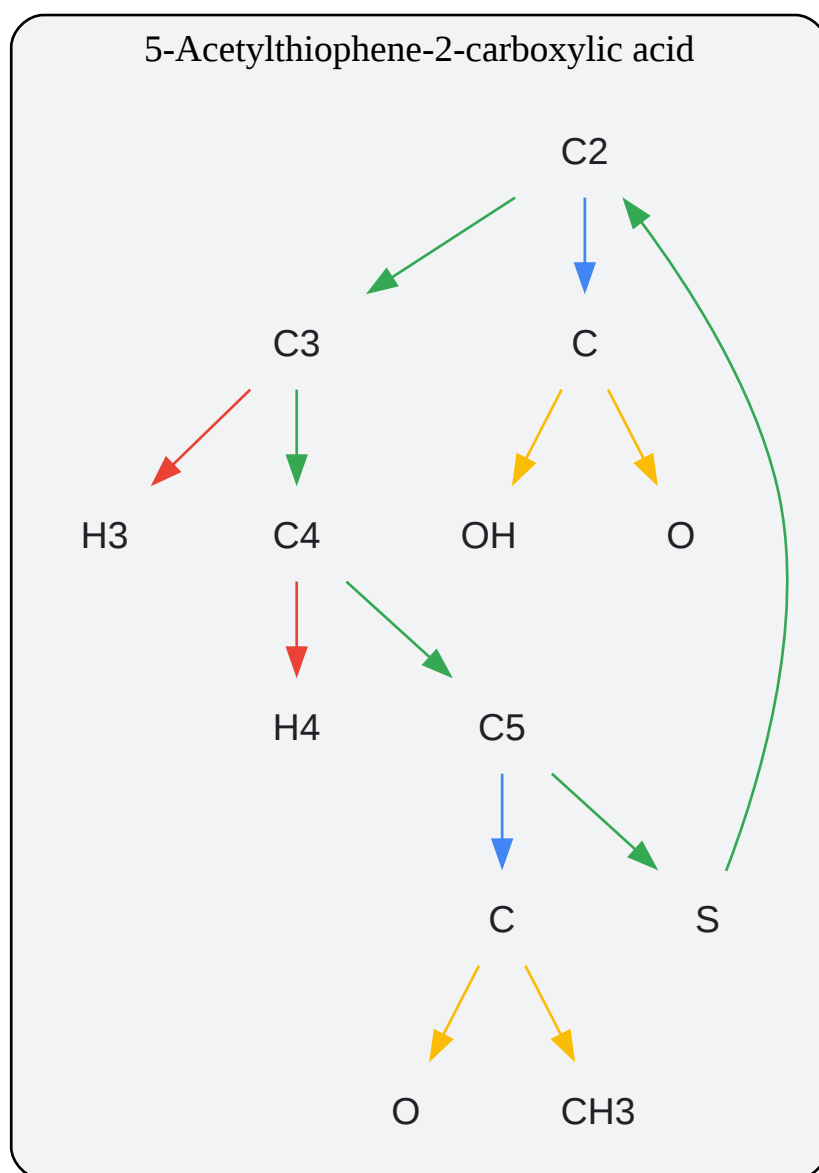 5-Acetylthiophene-2-carboxylic acid
C2
C3 C
H3 C4 OH O
H4 C5
C S
O CH3